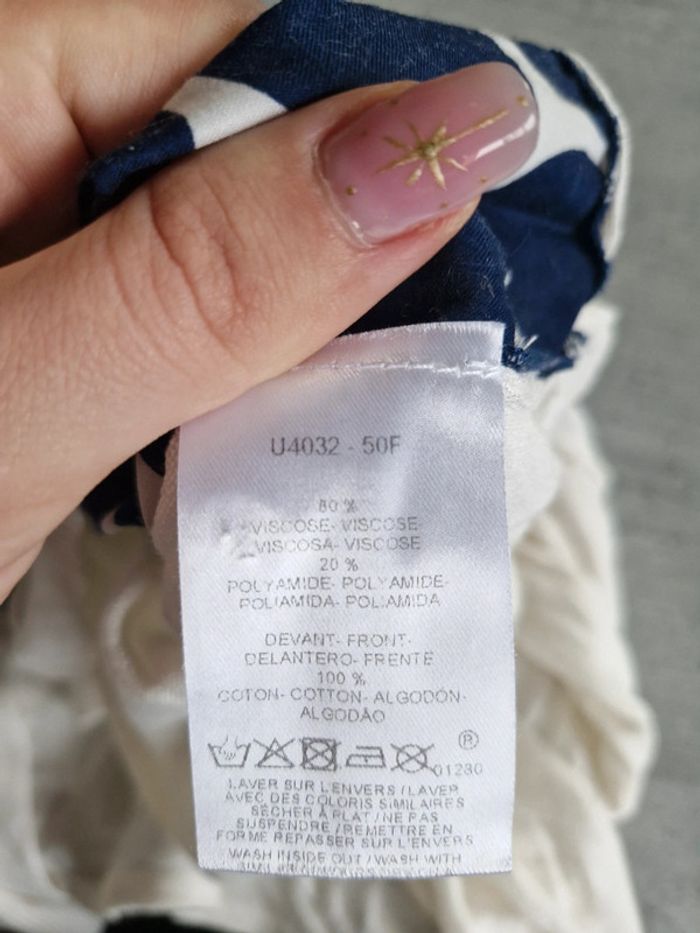 U4032 - 50F
80 %
VISCOSE- VISCOSE-
VISCOSA- VISCOSE
20 %
POLYAMIDE- POLYAMIDE-
POLIAMIDA- POLIAMIDA
DEVANT- FRONT-
DELANTERO- FRENTE
100 %
COTON- COTTON- ALGODÓN-
ALGODÃO
®
01280
LAVER SUR L'ENVERS / LAVER
AVEC DES COLORIS SIMILAIRES
SÉCHER À PLAT / NE PAS
SUSPENDRE / REMETTRE EN
FORME REPASSER SUR L'ENVERS
WASH INSIDE OUT / WASH WITH